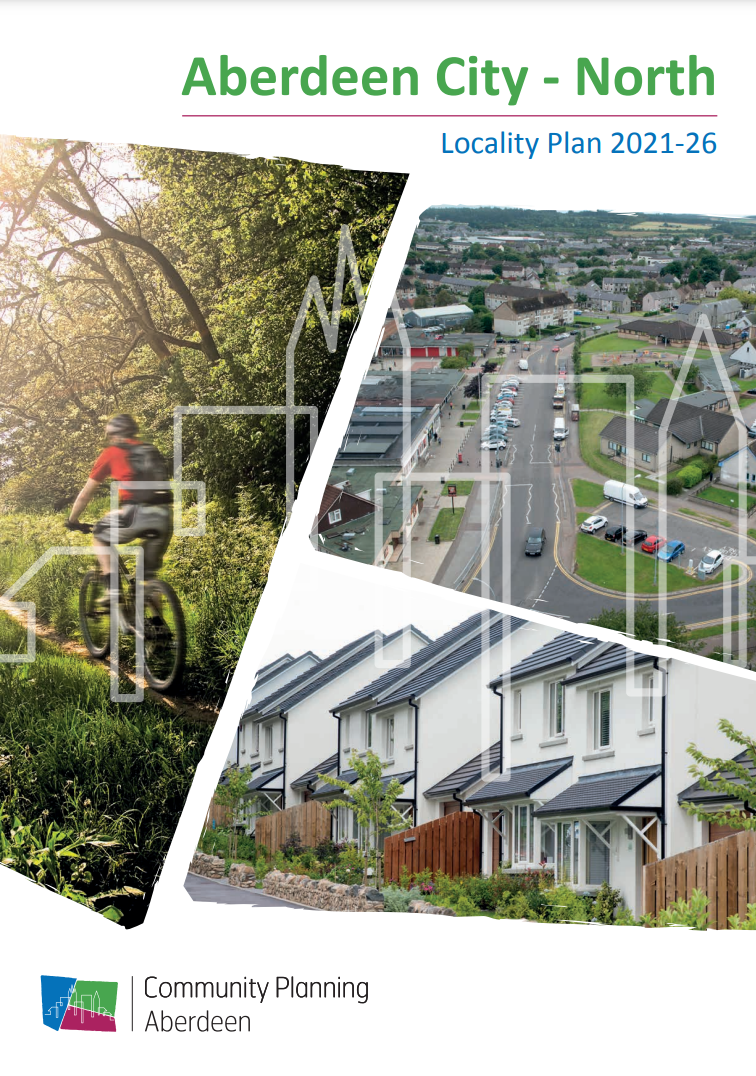 Aberdeen City - North
Locality Plan 2021-26
Community Planning
Aberdeen